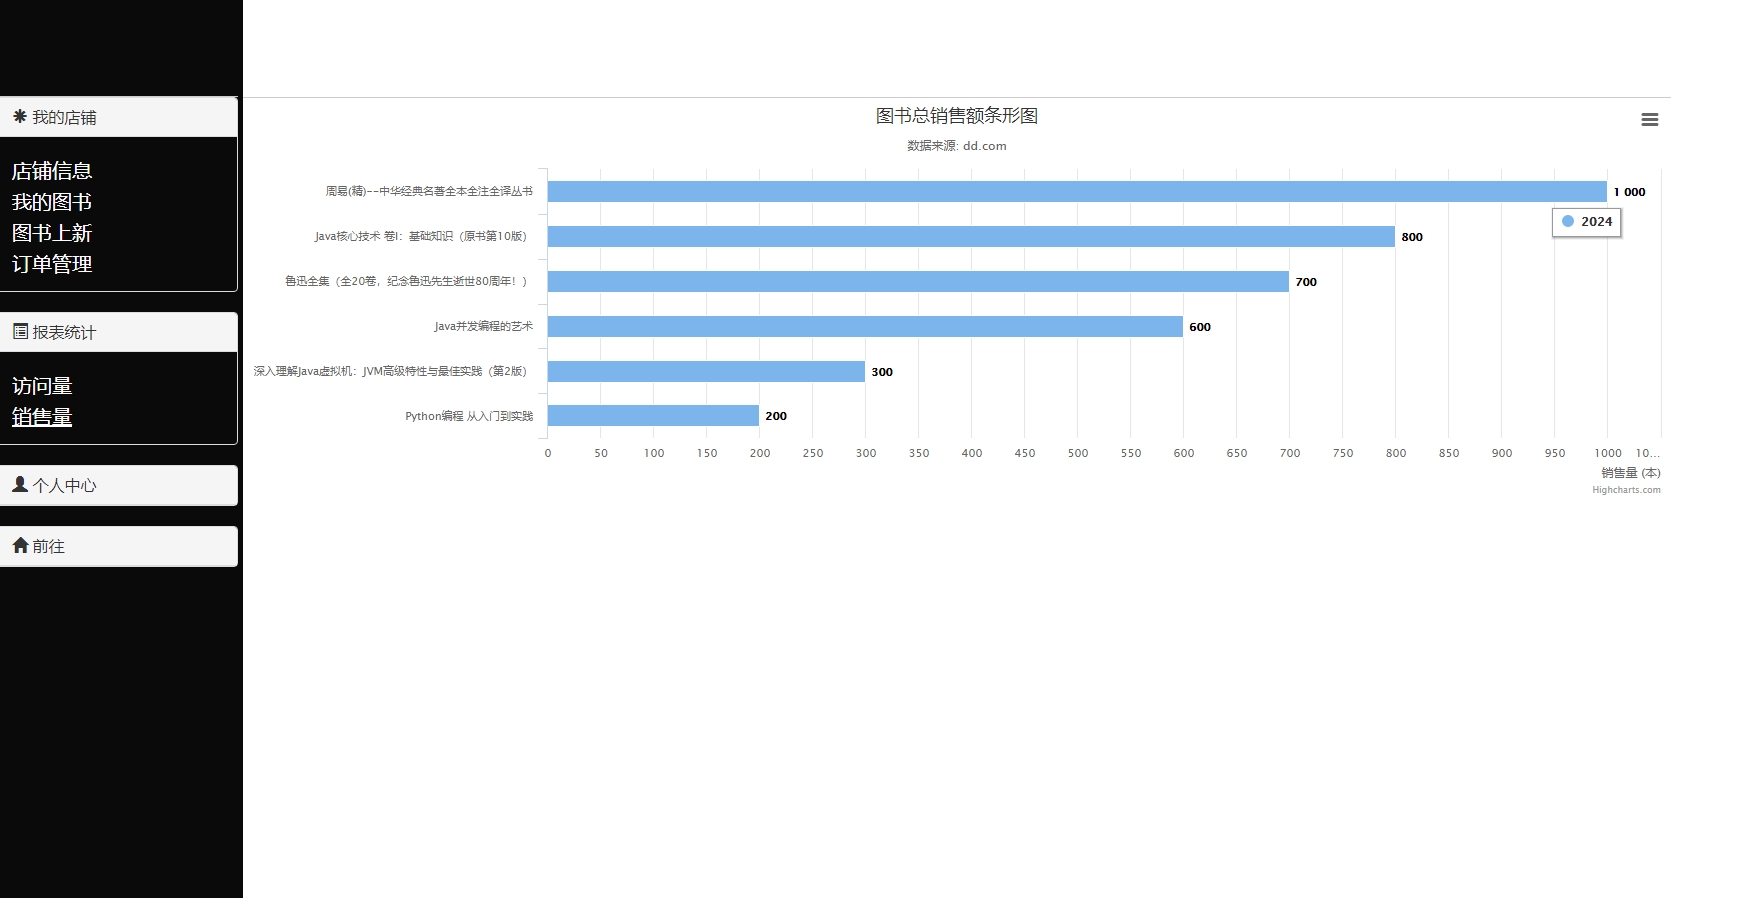 我的店铺
店铺信息
我的图书
图书上新
订单管理
报表统计
访问量
销售量
个人中心
前往
图书总销售额条形图
数据来源: dd.com
周易(精)--中华经典名著全本全注全译丛书
1 000
2024
Java核心技术 卷I：基础知识（原书第10版）
800
鲁迅全集（全20卷，纪念鲁迅先生逝世80周年！）
700
Java并发编程的艺术
600
深入理解Java虚拟机：JVM高级特性与最佳实践（第2版）
300
Python编程 从入门到实践
200
0 50 100 150 200 250 300 350 400 450 500 550 600 650 700 750 800 850 900 950 1000 10...
销售量 (本)
Highcharts.com